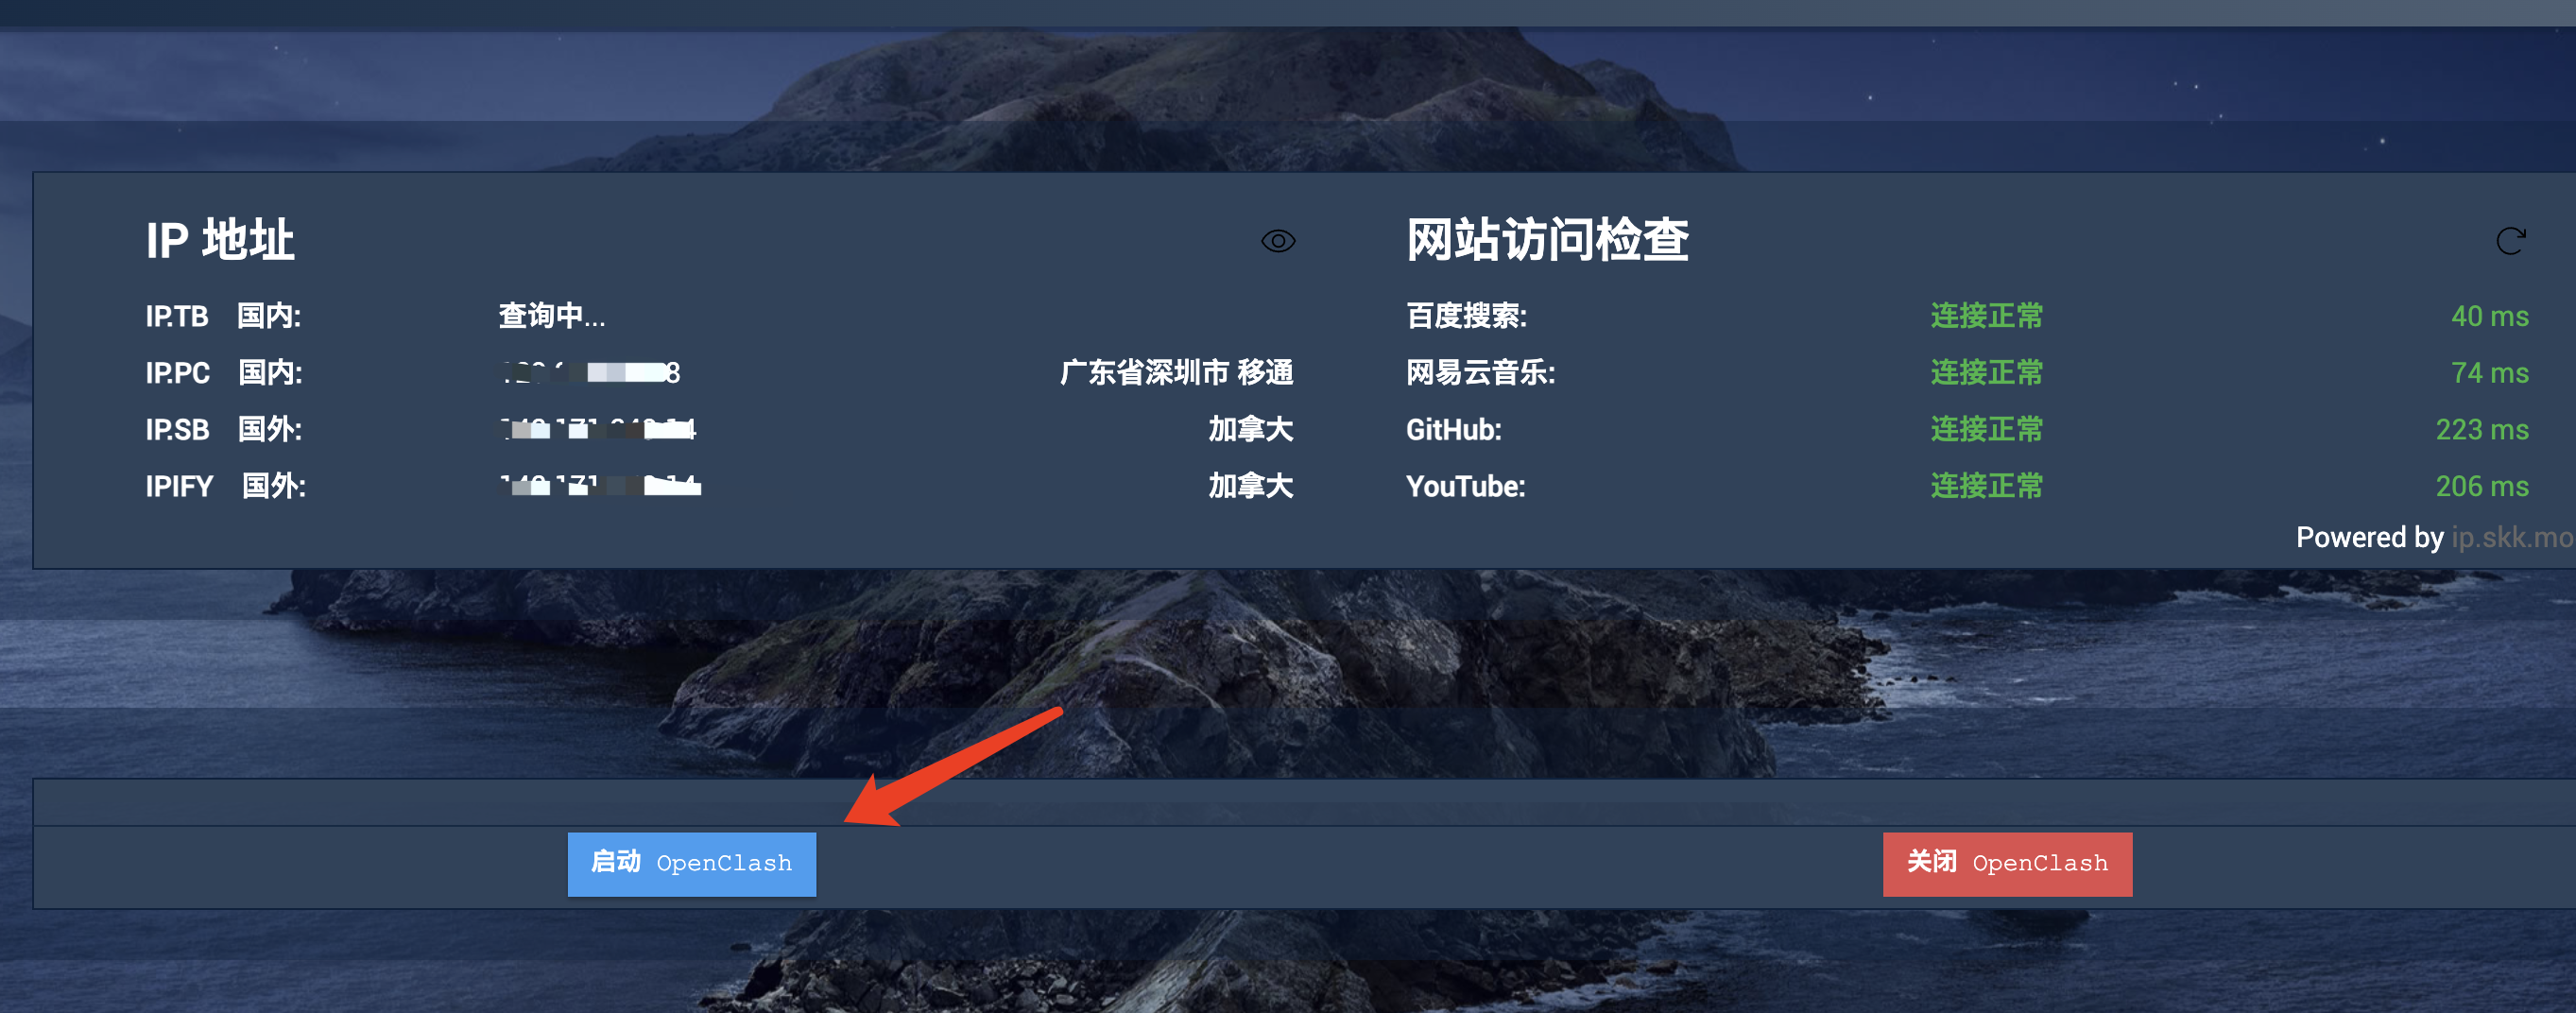 IP 地址
IP.TB 国内: 查询中...
IP.PC 国内: 广东省深圳市 移通
IP.SB 国外: 加拿大
IPIFY 国外: 加拿大
网站访问检查
百度搜索: 连接正常 40 ms
网易云音乐: 连接正常 74 ms
GitHub: 连接正常 223 ms
YouTube: 连接正常 206 ms
Powered by ip.skk.mo
启动 OpenClash
关闭 OpenClash